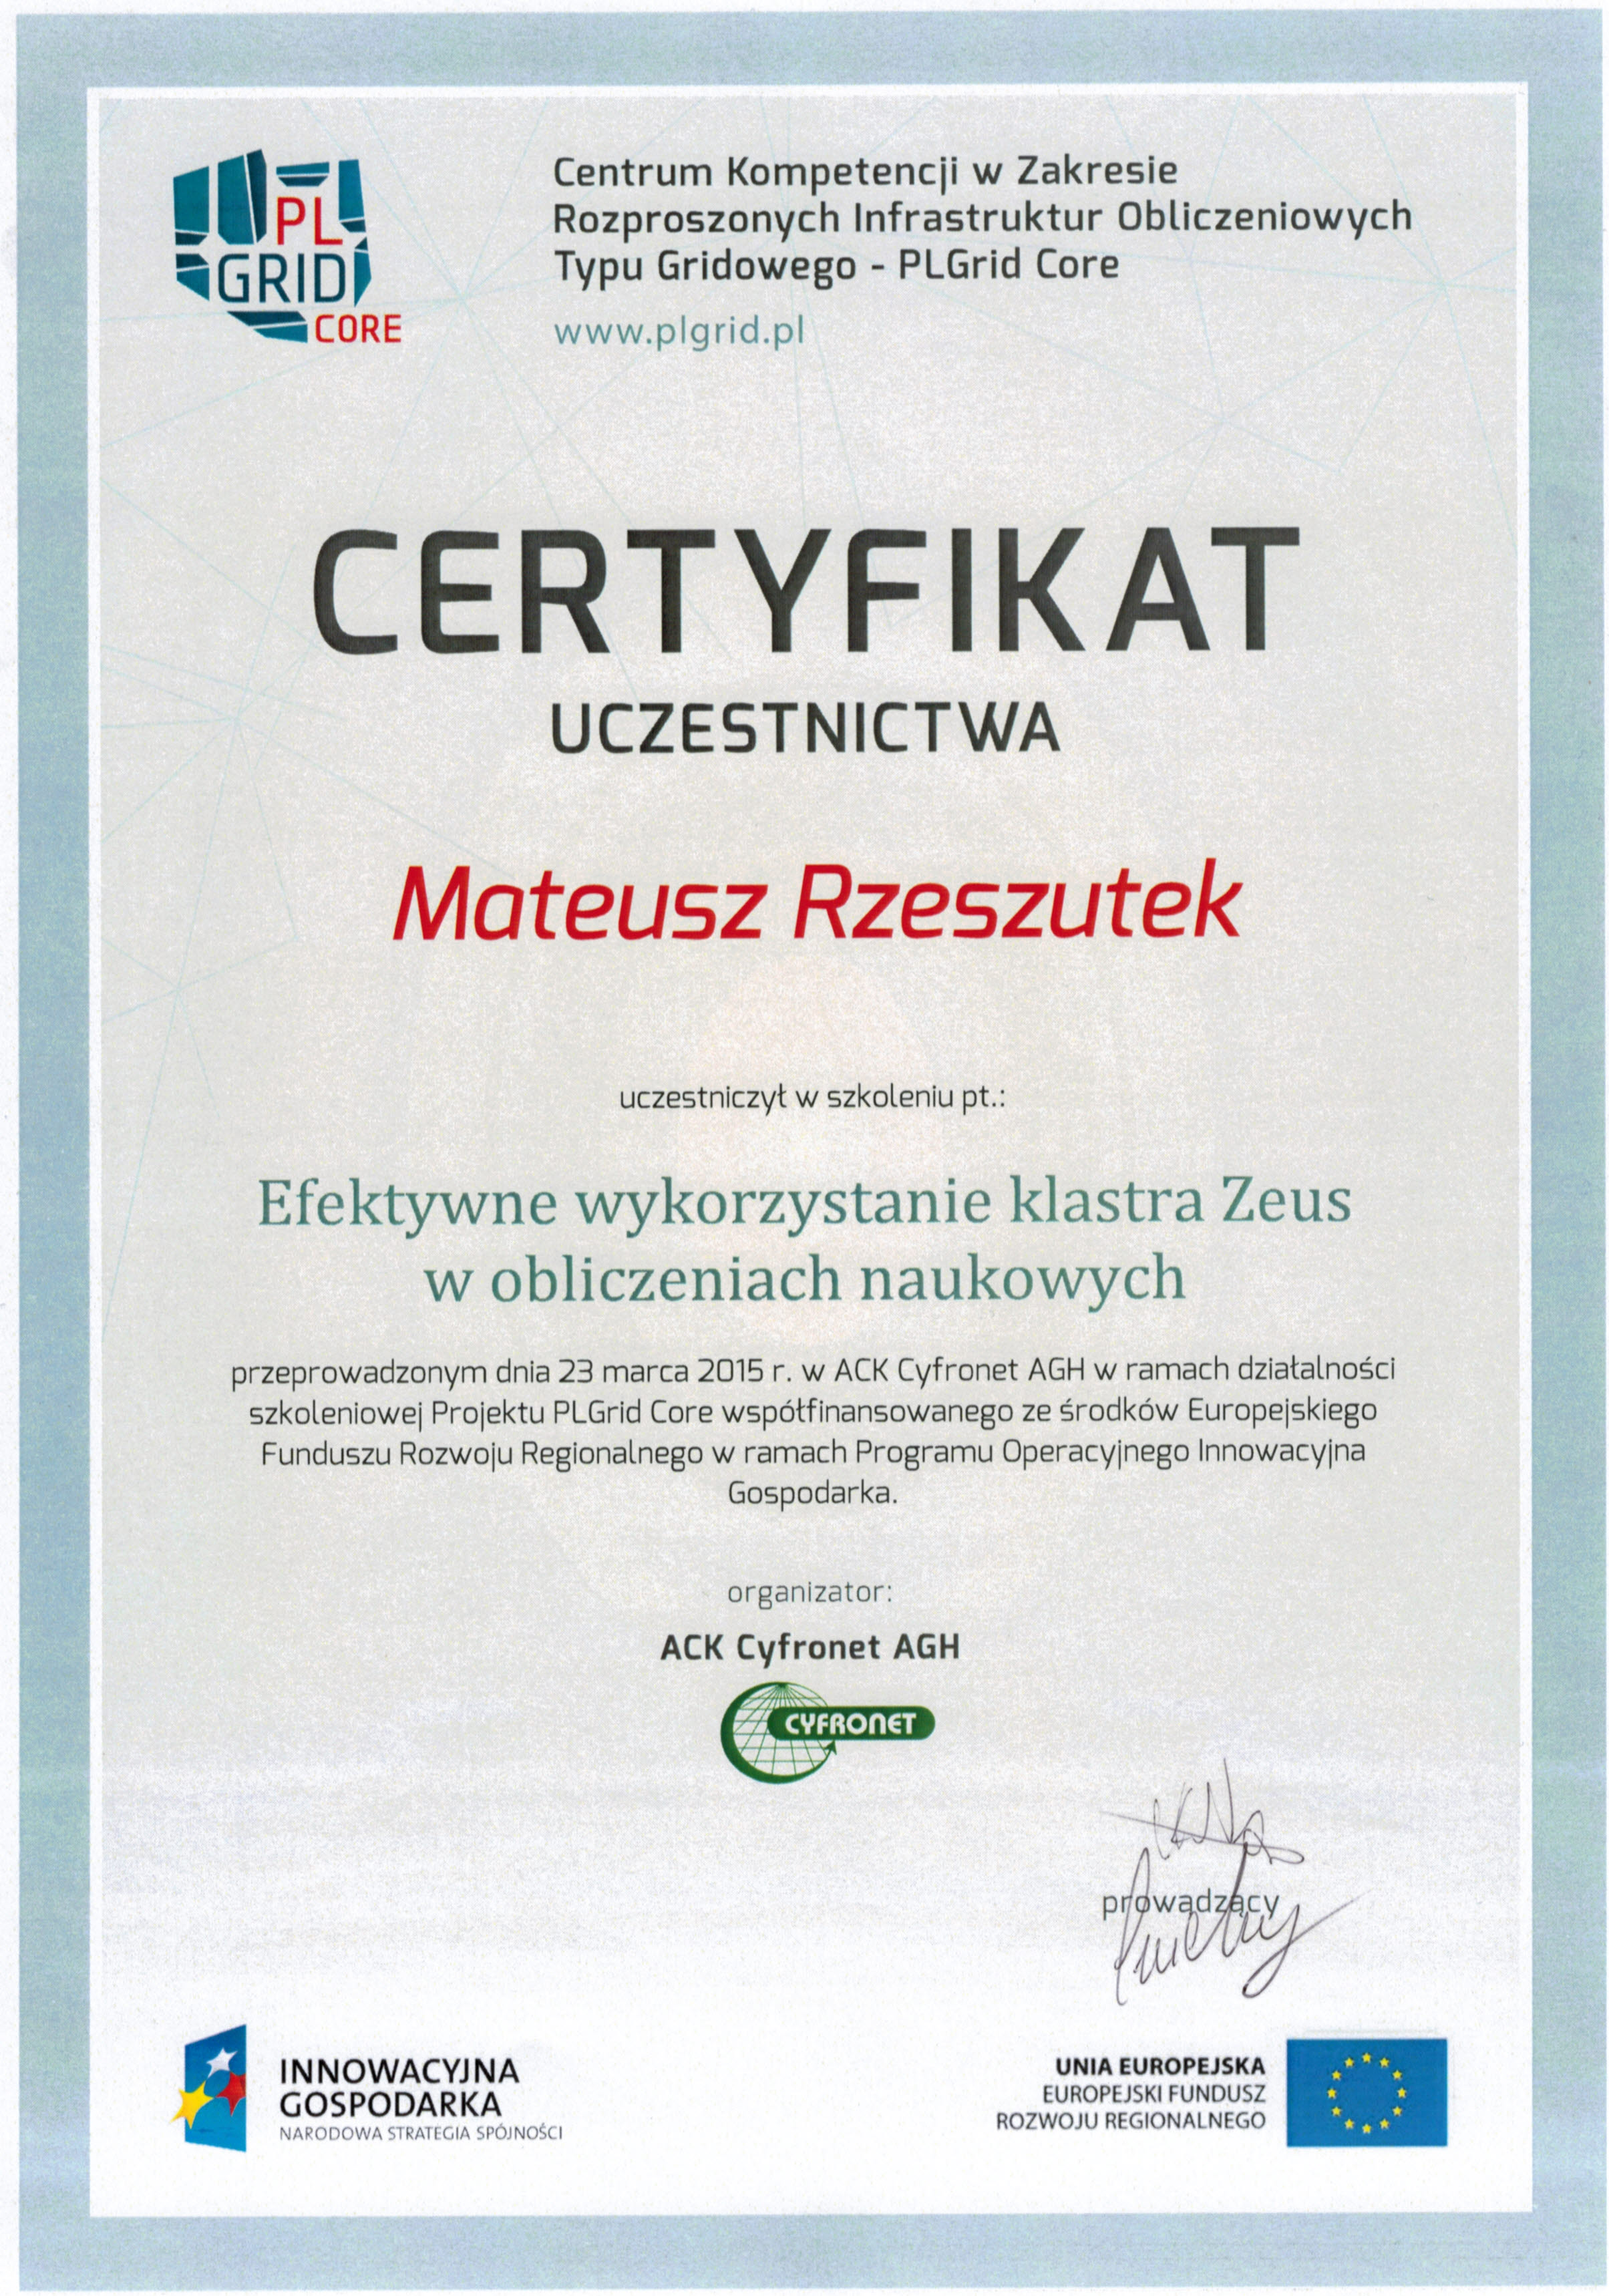 PL
GRID
CORE
Centrum Kompetencji w Zakresie
Rozproszonych Infrastruktur Obliczeniowych
Typu Gridowego - PLGrid Core
www.plgrid.pl
CERTYFIKAT
UCZESTNICTWA
Mateusz Rzeszutek
uczestniczył w szkoleniu pt.:
Efektywne wykorzystanie klastra Zeus
w obliczeniach naukowych
przeprowadzonym dnia 23 marca 2015 r. w ACK Cyfronet AGH w ramach działalności
szkoleniowej Projektu PLGrid Core współfinansowanego ze środków Europejskiego
Funduszu Rozwoju Regionalnego w ramach Programu Operacyjnego Innowacyjna
Gospodarka.
organizator:
ACK Cyfronet AGH
CYFRONET
prowadzący
INNOWACYJNA
GOSPODARKA
NARODOWA STRATEGIA SPÓJNOŚCI
UNIA EUROPEJSKA
EUROPEJSKI FUNDUSZ
ROZWOJU REGIONALNEGO